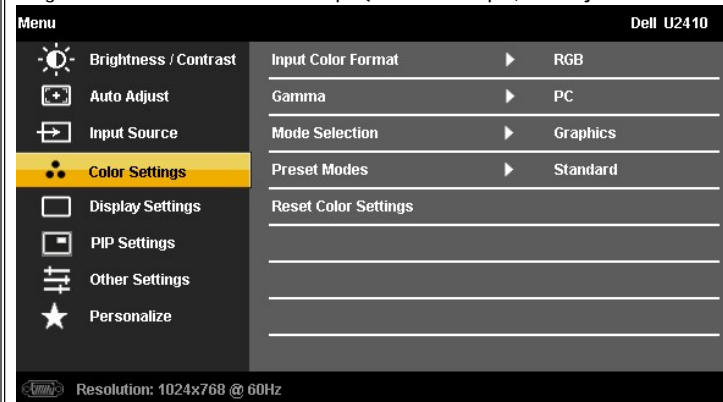 Menu Dell U2410
Brightness / Contrast Input Color Format RGB
Auto Adjust Gamma PC
Input Source Mode Selection Graphics
Color Settings Preset Modes Standard
Display Settings Reset Color Settings
PIP Settings
Other Settings
Personalize
Resolution: 1024x768 @ 60Hz